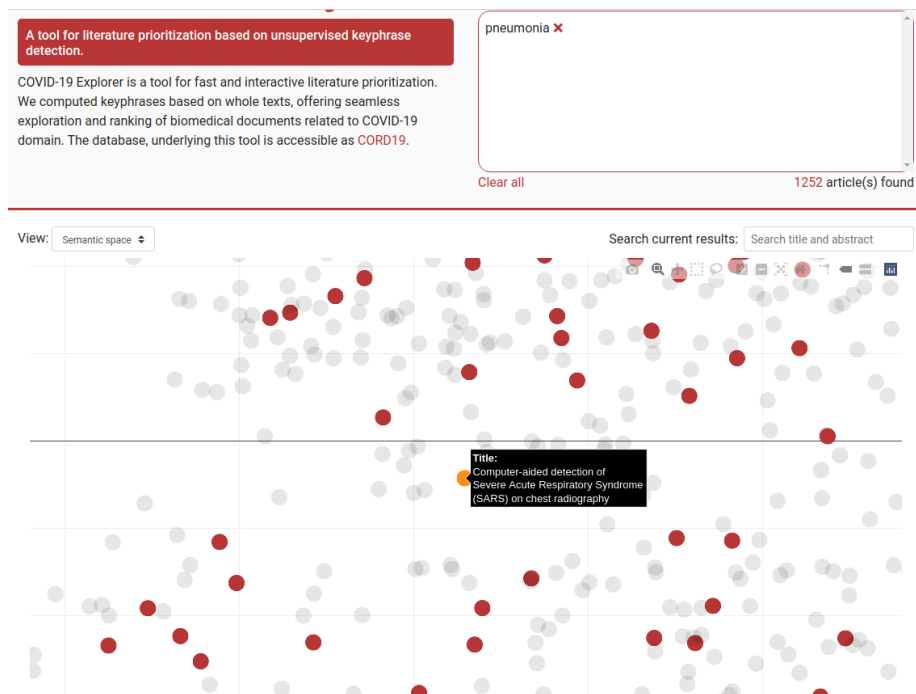 A tool for literature prioritization based on unsupervised keyphrase
detection.
COVID-19 Explorer is a tool for fast and interactive literature prioritization.
We computed keyphrases based on whole texts, offering seamless
exploration and ranking of biomedical documents related to COVID-19
domain. The database, underlying this tool is accessible as CORD19.
pneumonia ✕
Clear all
1252 article(s) found
View: Semantic space
Search current results: Search title and abstract
Title:
Computer-aided detection of
Severe Acute Respiratory Syndrome
(SARS) on chest radiography